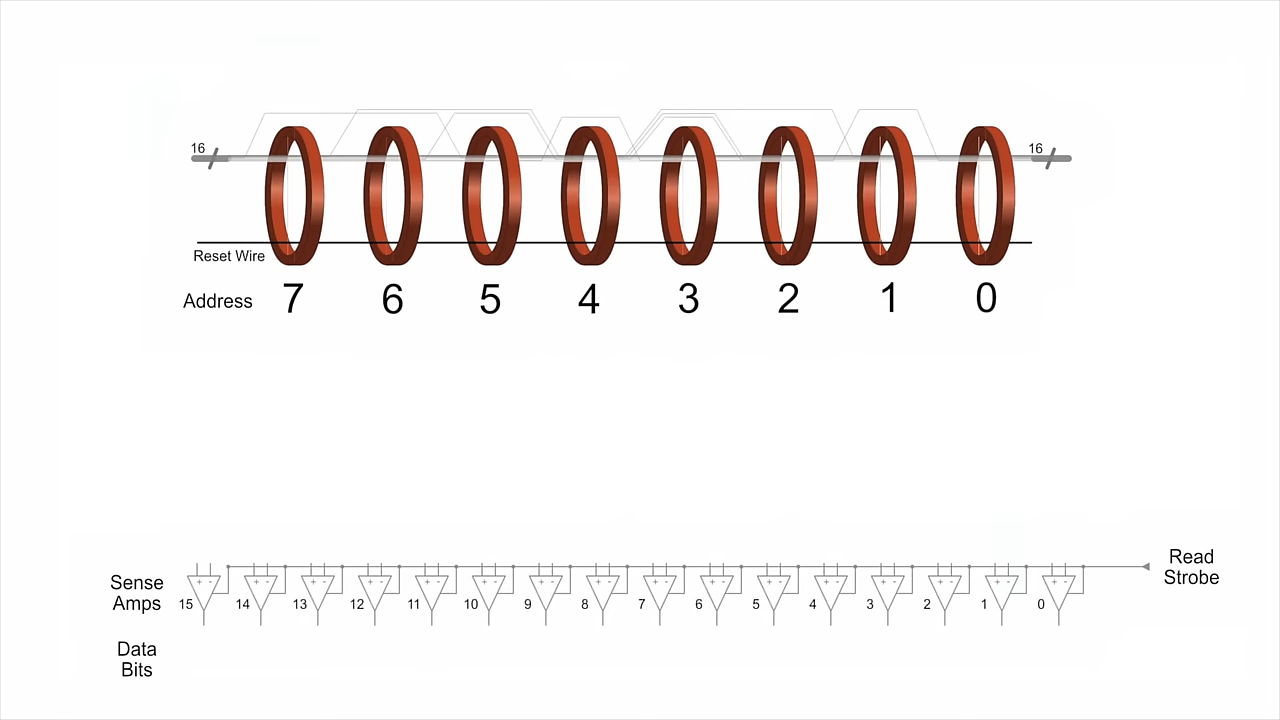 16
16
Reset Wire
Address 7 6 5 4 3 2 1 0
Read
Strobe
Sense
Amps
+ - + - + - + - + - + - + - + - + - + - + - + - + - + - + - + -
15 14 13 12 11 10 9 8 7 6 5 4 3 2 1 0
Data
Bits